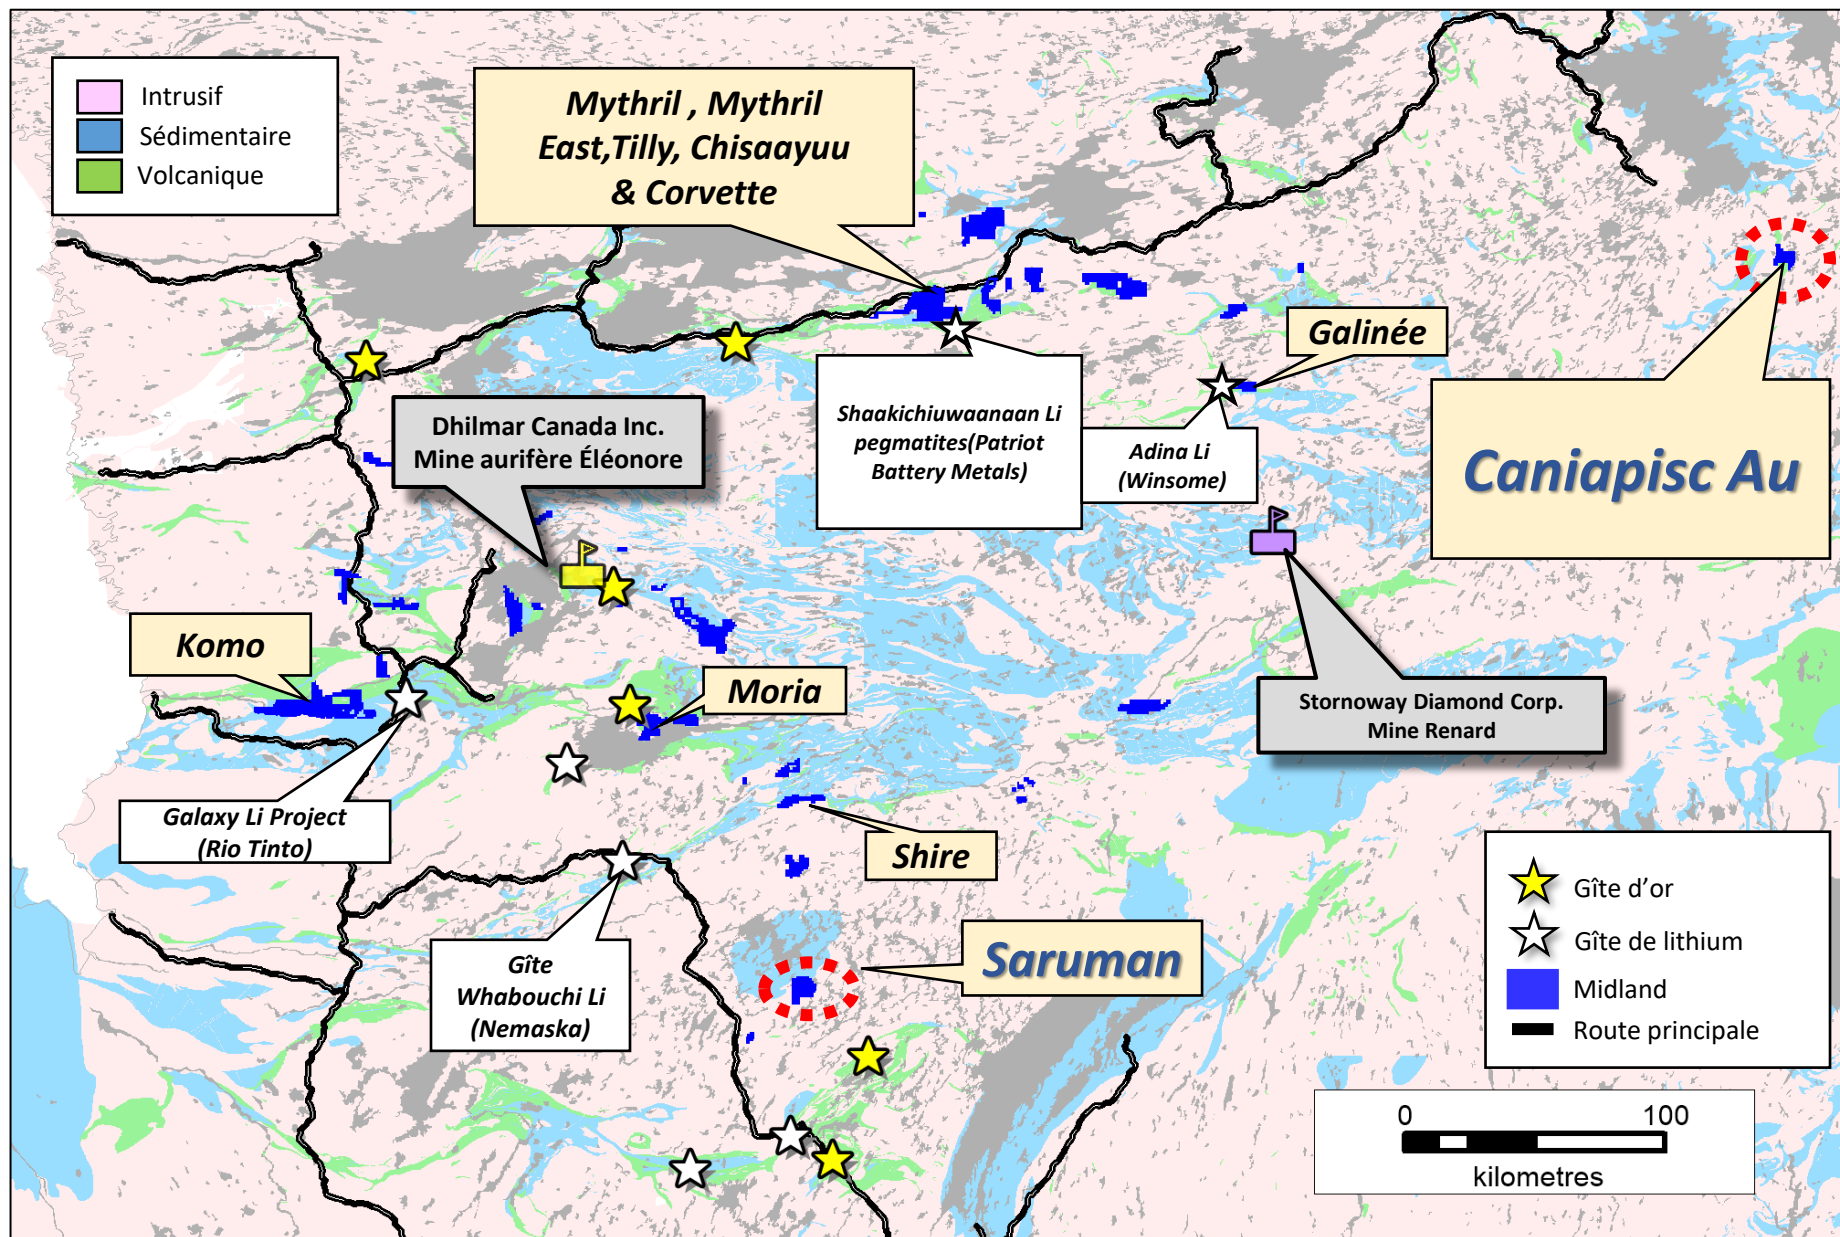 Intrusif
Sédimentaire
Volcanique
Mythril , Mythril
East,Tilly, Chisaayuu
& Corvette
Galinée
Caniapisc Au
Dhilmar Canada Inc.
Mine aurifère Éléonore
Shaakichiuwaanaan Li
pegmatites(Patriot
Battery Metals)
Adina Li
(Winsome)
Komo
Moria
Stornoway Diamond Corp.
Mine Renard
Galaxy Li Project
(Rio Tinto)
Shire
Saruman
Gîte
Whabouchi Li
(Nemaska)
Gîte d’or
Gîte de lithium
Midland
Route principale
0 100
kilometres